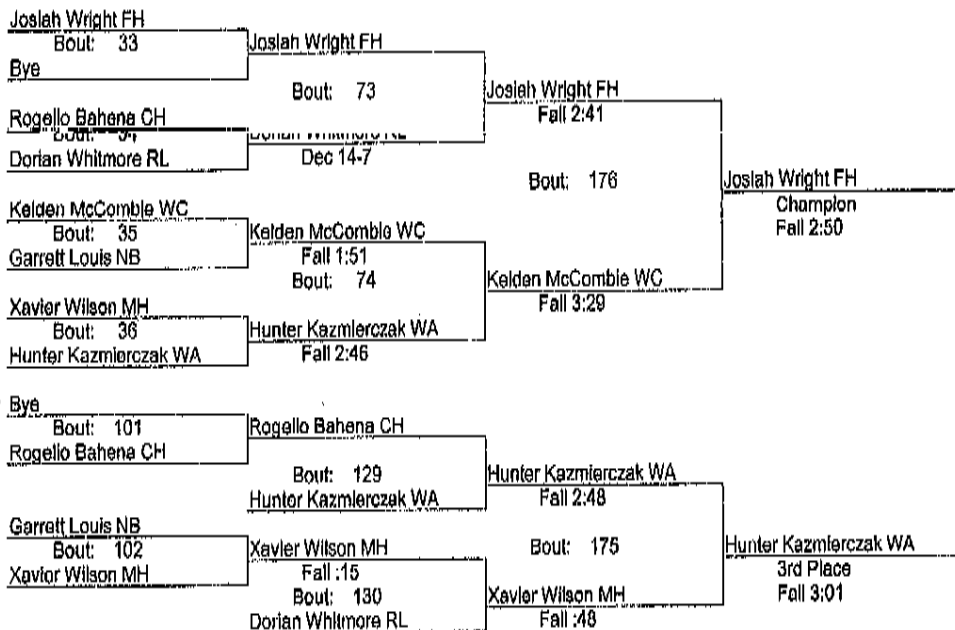 Josiah Wright FH
Bout: 33
Bye
Josiah Wright FH
Bout: 73
Rogelio Bahena CH
Bout: 34
Dorian Whitmore RL
Dorian Whitmore RL
Dec 14-7
Josiah Wright FH
Fall 2:41
Bout: 176
Kelden McCombie WC
Bout: 35
Garrett Louis NB
Kelden McCombie WC
Fall 1:51
Bout: 74
Xavier Wilson MH
Bout: 36
Hunter Kazmierczak WA
Hunter Kazmierczak WA
Fall 2:46
Kelden McCombie WC
Fall 3:29
Josiah Wright FH
Champion
Fall 2:50
Bye
Bout: 101
Rogelio Bahena CH
Rogelio Bahena CH
Bout: 129
Hunter Kazmierczak WA
Hunter Kazmierczak WA
Fall 2:48
Bout: 175
Garrett Louis NB
Bout: 102
Xavier Wilson MH
Xavier Wilson MH
Fall :15
Bout: 130
Dorian Whitmore RL
Xavier Wilson MH
Fall :48
Hunter Kazmierczak WA
3rd Place
Fall 3:01